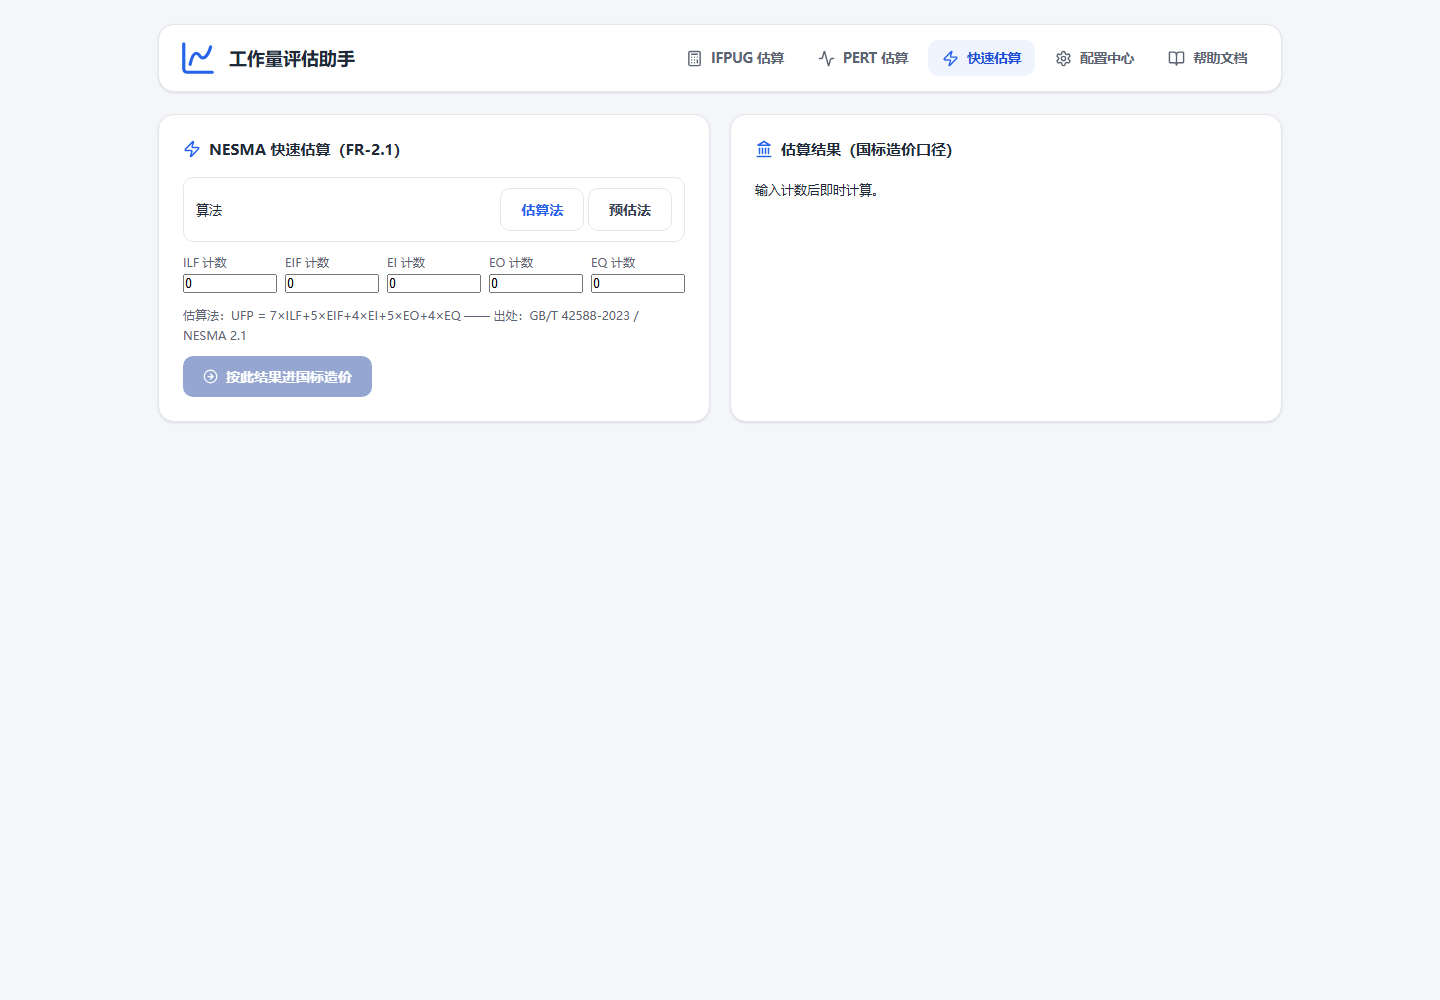 工作量评估助手
IFPUG 估算
PERT 估算
快速估算
配置中心
帮助文档
NESMA 快速估算（FR-2.1）
算法
估算法
预估法
ILF 计数
EIF 计数
EI 计数
EO 计数
EQ 计数
0
0
0
0
0
估算法：UFP = 7×ILF+5×EIF+4×EI+5×EO+4×EQ —— 出处：GB/T 42588-2023 /
NESMA 2.1
按此结果进国标造价
估算结果（国标造价口径）
输入计数后即时计算。